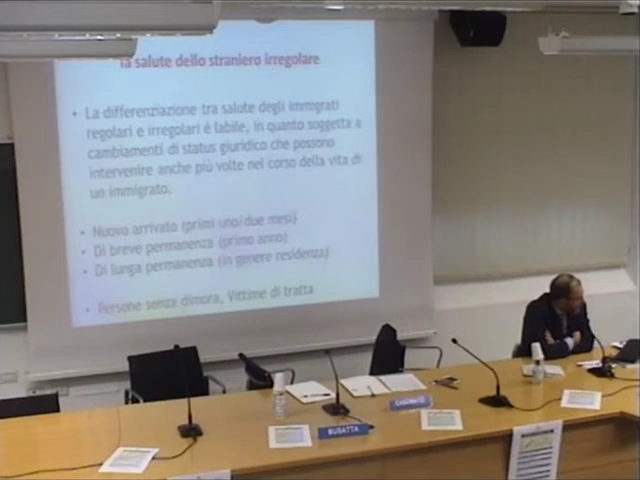 la salute dello straniero irregolare
• La differenziazione tra salute degli immigrati
regolari e irregolari è labile, in quanto soggetta a
cambiamenti di status giuridico che possono
intervenire anche più volte nel corso della vita di
un immigrato.
• Nuovo arrivato (primi uno/due mesi)
• Di breve permanenza (primo anno)
• Di lunga permanenza (in genere residenza)
• Persone senza dimora, Vittime di tratta
BUSATTA